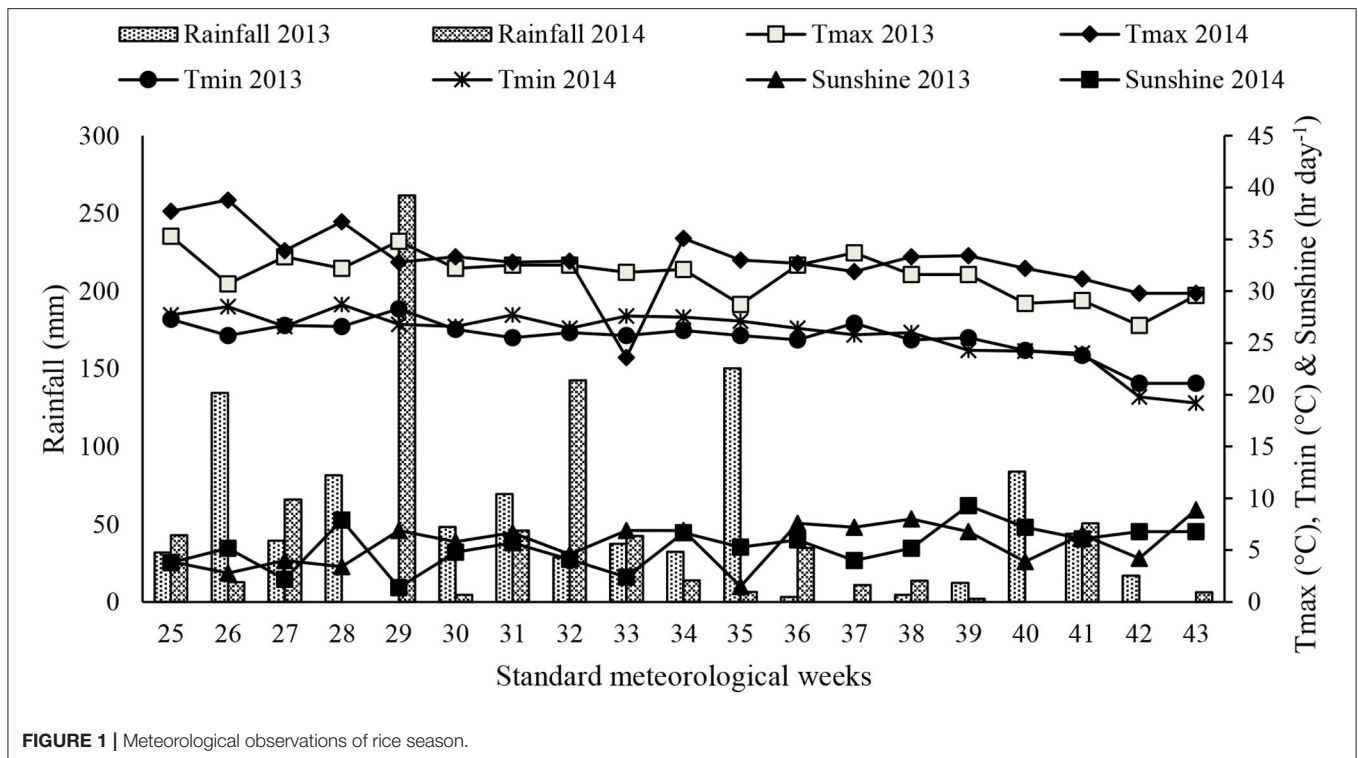 Rainfall 2013 Rainfall 2014 Tmax 2013 Tmax 2014
Tmin 2013 Tmin 2014 Sunshine 2013 Sunshine 2014
300
250
200
150
100
50
0
Rainfall (mm)
45
40
35
30
25
20
15
10
5
0
Tmax (°C), Tmin (°C) & Sunshine (hr day-1)
25 26 27 28 29 30 31 32 33 34 35 36 37 38 39 40 41 42 43
Standard meteorological weeks
FIGURE 1 | Meteorological observations of rice season.